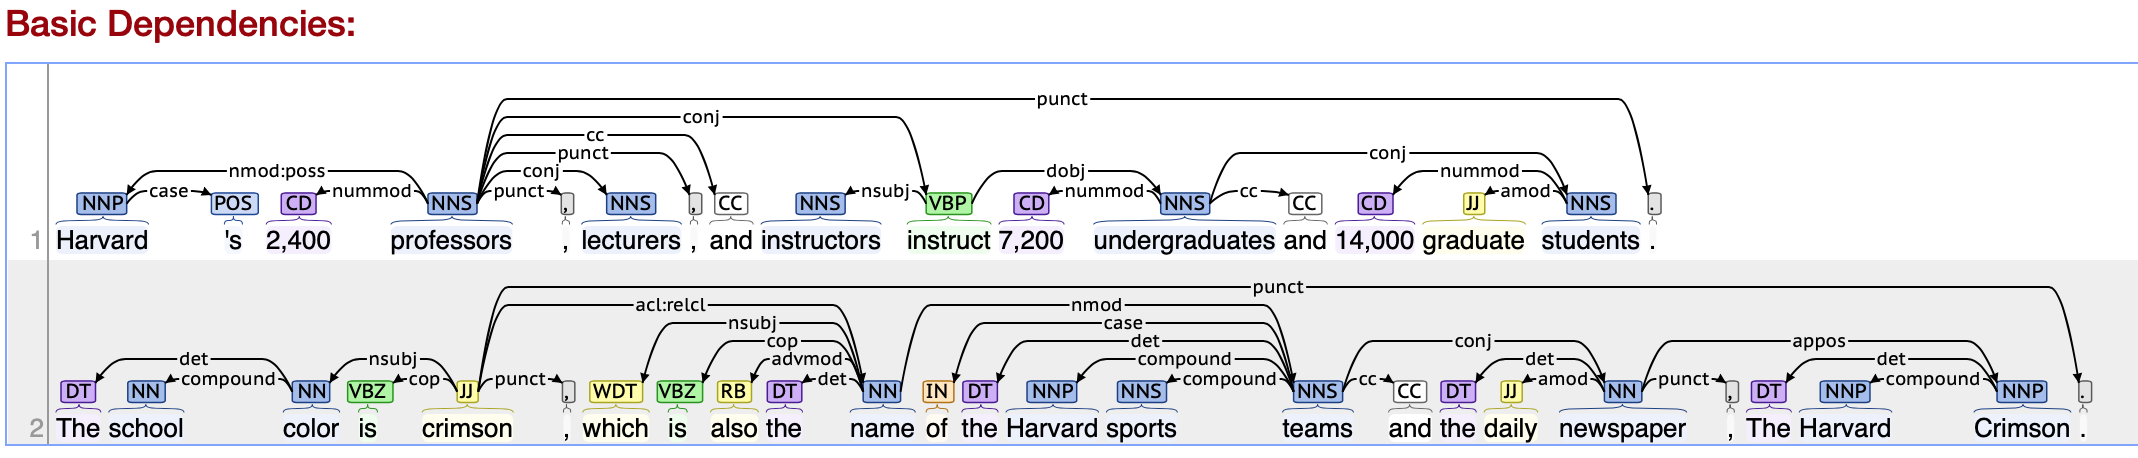 Basic Dependencies:
punct
conj
cc
punct
nmod:poss conj dobj conj nummod
case nummod punct nsubj nummod cc amod
NNP POS CD NNS , NNS , CC NNS VBP CD NNS CC CD JJ NNS .
1 Harvard 's 2,400 professors , lecturers , and instructors instruct 7,200 undergraduates and 14,000 graduate students .
punct
acl:relcl nmod
nsubj case
cop det conj appos
det nsubj advmod compound det det
compound cop punct det compound cc amod punct compound
DT NN NN VBZ JJ , WDT VBZ RB DT NN IN DT NNP NNS NNS CC DT JJ NN , DT NNP NNP .
2 The school color is crimson , which is also the name of the Harvard sports teams and the daily newspaper , The Harvard Crimson .